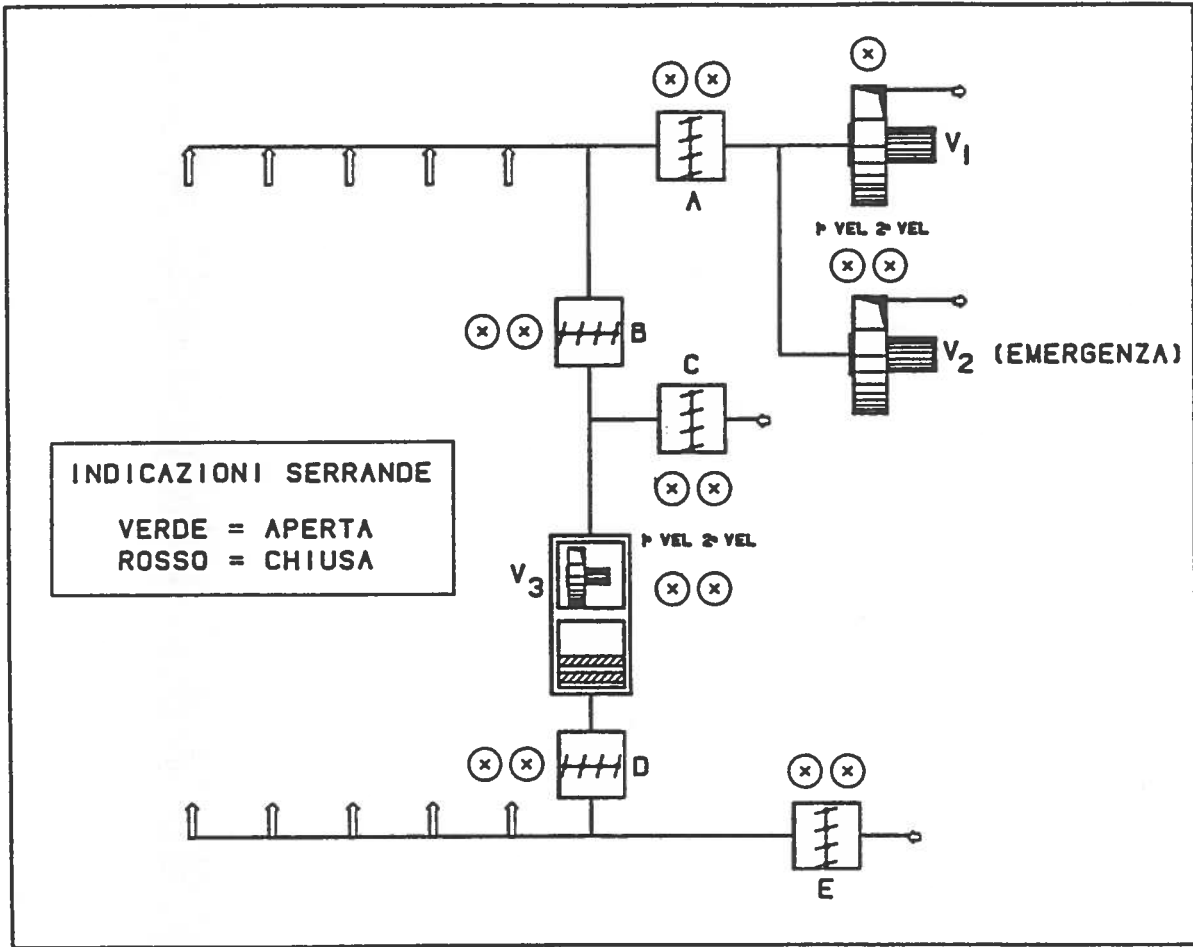 V1
A
1ª VEL 2ª VEL
B
V2 (EMERGENZA)
C
INDICAZIONI SERRANDE
VERDE = APERTA
ROSSO = CHIUSA
1ª VEL 2ª VEL
V3
D
E